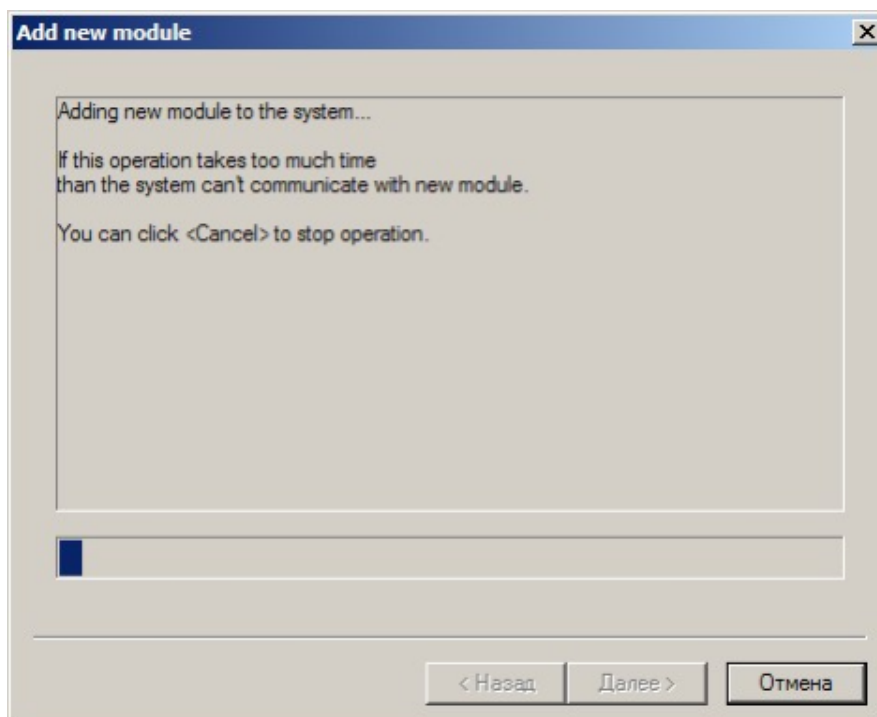 Add new module
Adding new module to the system...
If this operation takes too much time
than the system can't communicate with new module.
You can click <Cancel> to stop operation.
< Назад
Далее >
Отмена